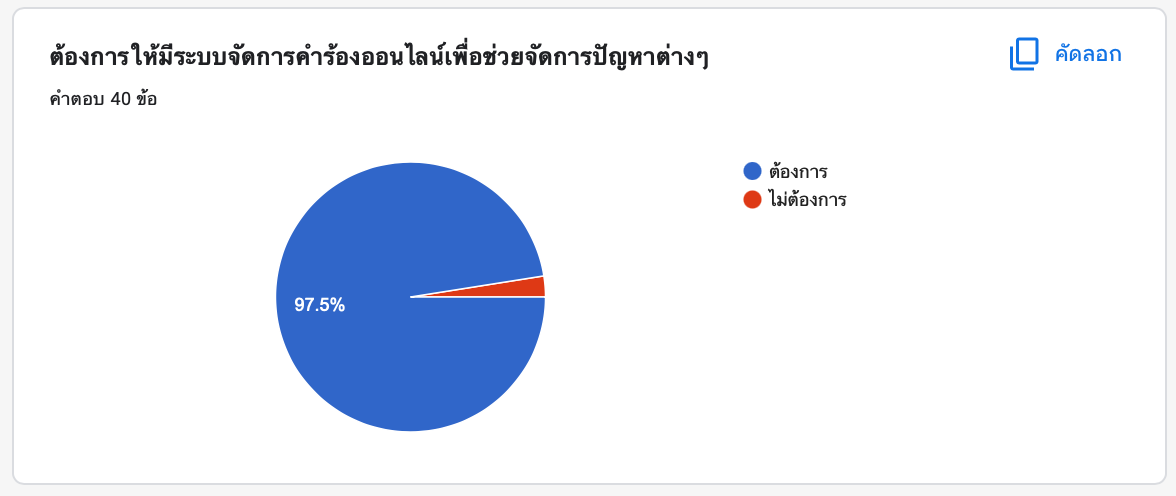 ต้องการให้มีระบบจัดการคำร้องออนไลน์เพื่อช่วยจัดการปัญหาต่างๆ
คัดลอก
คำตอบ 40 ข้อ
ต้องการ
ไม่ต้องการ
97.5%